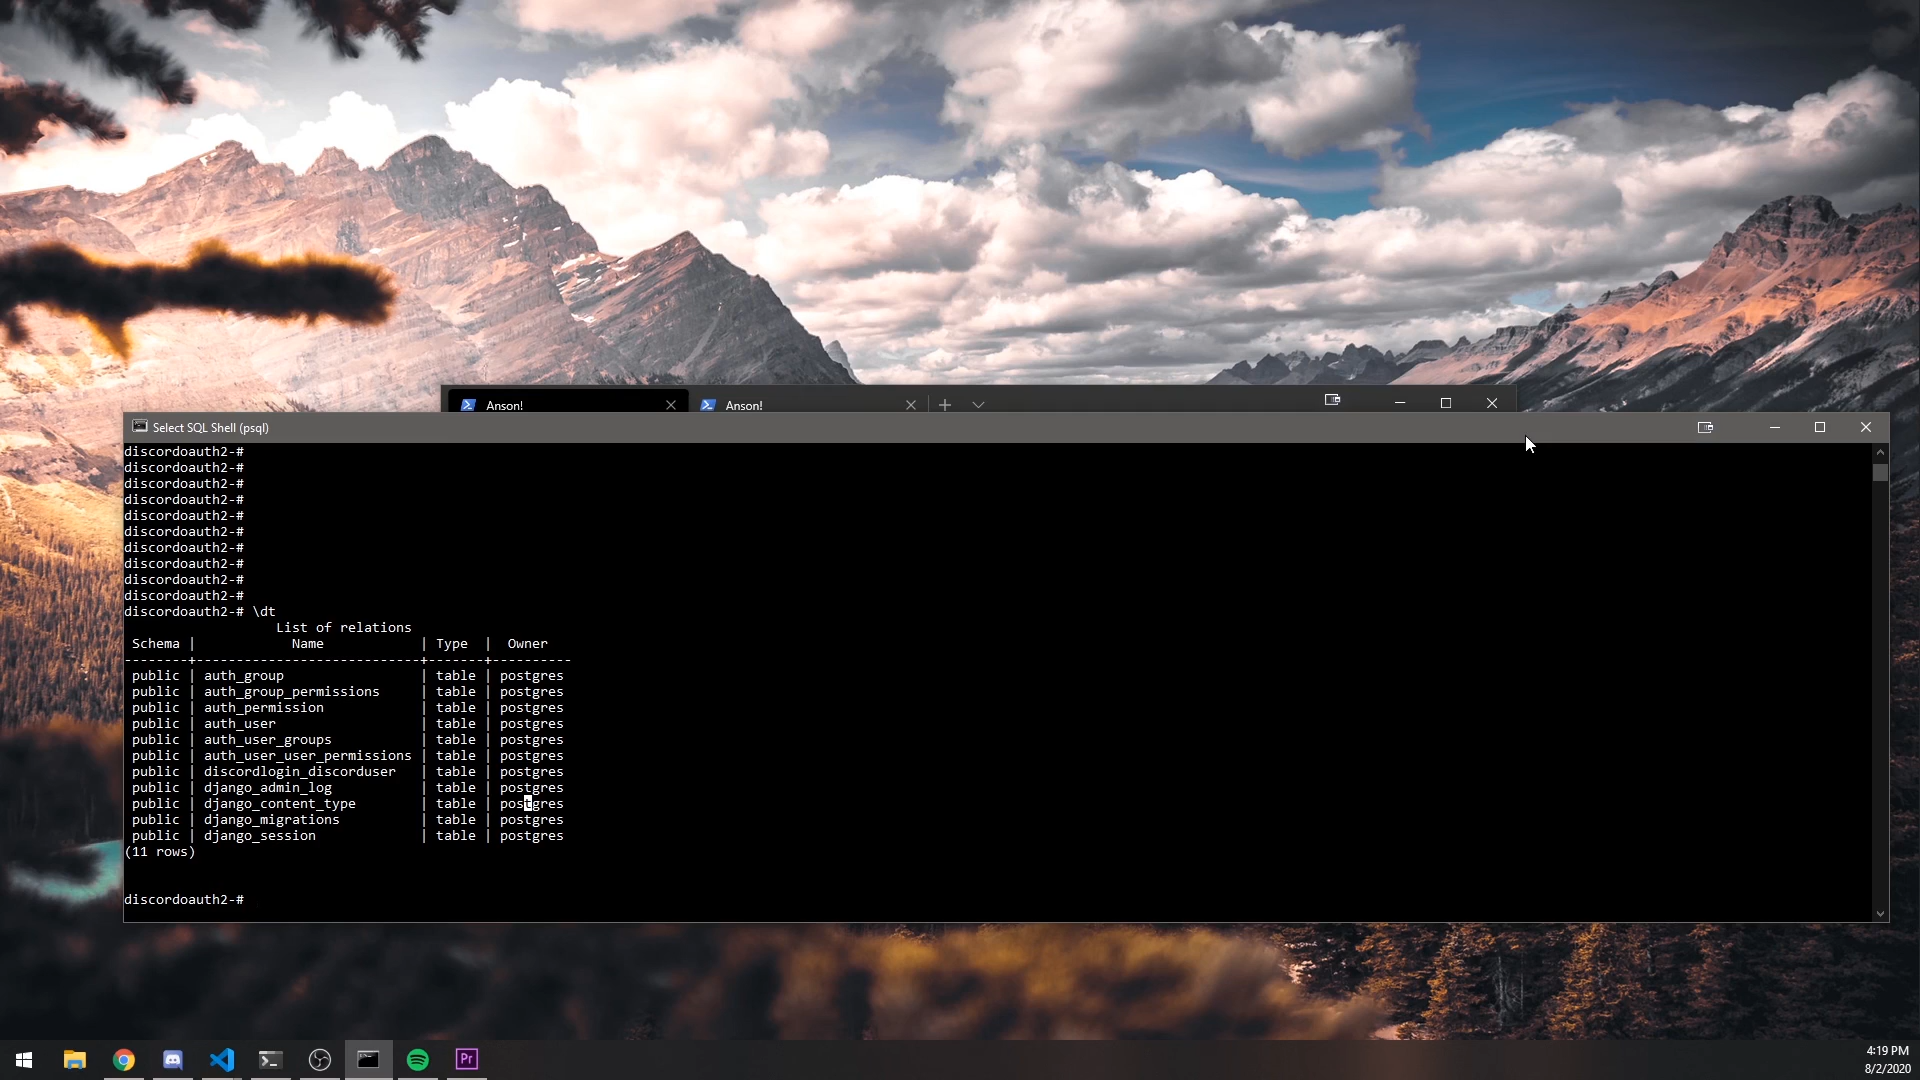 Anson!
Anson!
Select SQL Shell (psql)
discordoauth2-#
discordoauth2-#
discordoauth2-#
discordoauth2-#
discordoauth2-#
discordoauth2-#
discordoauth2-#
discordoauth2-#
discordoauth2-#
discordoauth2-#
discordoauth2-# \dt
List of relations
Schema | Name | Type | Owner
--------+----------------------------+-------+----------
public | auth_group | table | postgres
public | auth_group_permissions | table | postgres
public | auth_permission | table | postgres
public | auth_user | table | postgres
public | auth_user_groups | table | postgres
public | auth_user_user_permissions | table | postgres
public | discordlogin_discorduser | table | postgres
public | django_admin_log | table | postgres
public | django_content_type | table | postgres
public | django_migrations | table | postgres
public | django_session | table | postgres
(11 rows)
discordoauth2-#
Pr
4:19 PM
8/2/2020